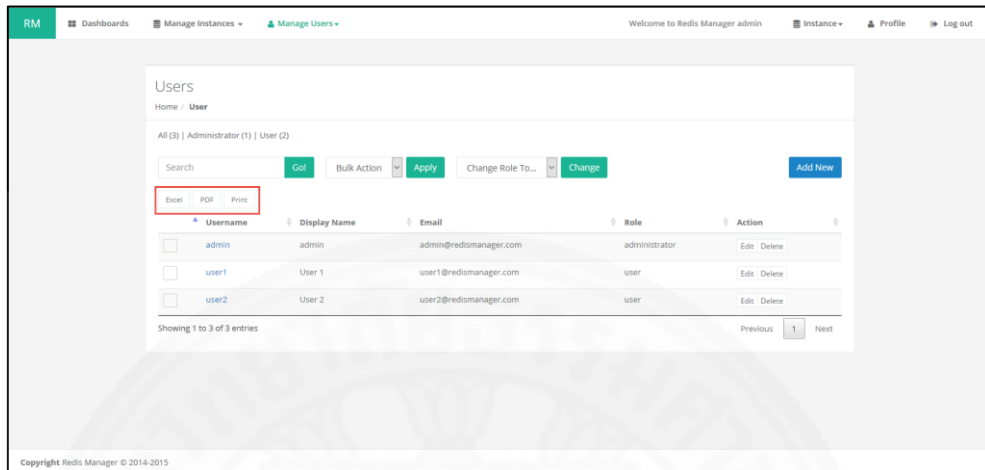 RM Dashboards Manage Instances Manage Users Welcome to Redis Manager admin Instance Profile Log out
Users
Home / User
All (3) | Administrator (1) | User (2)
Search Go! Bulk Action Apply Change Role To... Change Add New
Excel PDF Print
Username Display Name Email Role Action
admin admin admin@redismanager.com administrator Edit Delete
user1 User 1 user1@redismanager.com user Edit Delete
user2 User 2 user2@redismanager.com user Edit Delete
Showing 1 to 3 of 3 entries Previous 1 Next
Copyright Redis Manager © 2014-2015